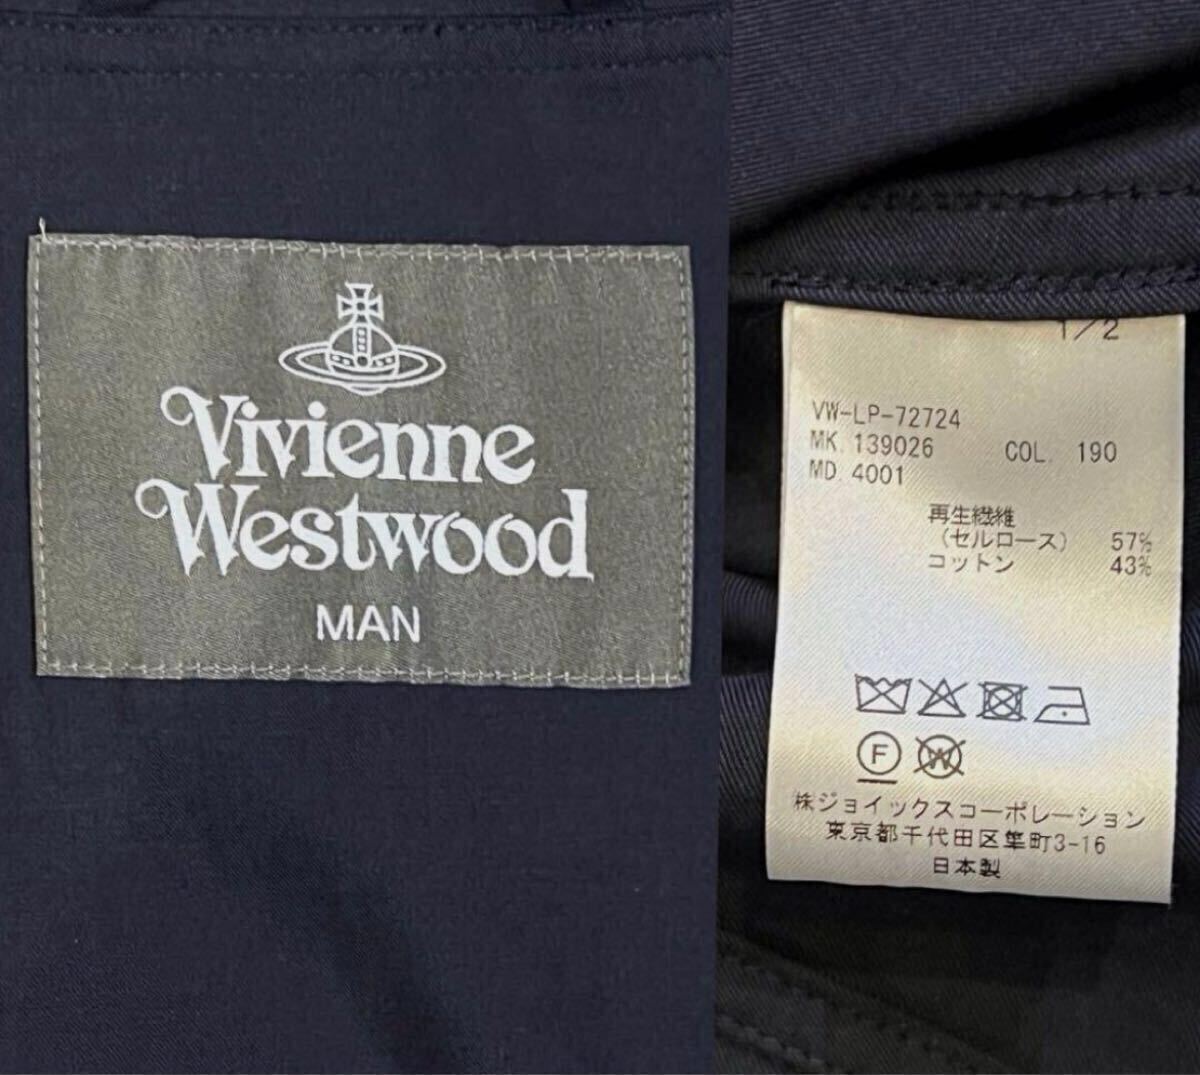 Vivienne
Westwood
MAN
1/2
VW-LP-72724
MK. 139026 COL. 190
MD. 4001
再生繊維
(セルロース) 57%
コットン 43%
F W
㈱ジョイックスコーポレーション
東京都千代田区隼町3-16
日本製